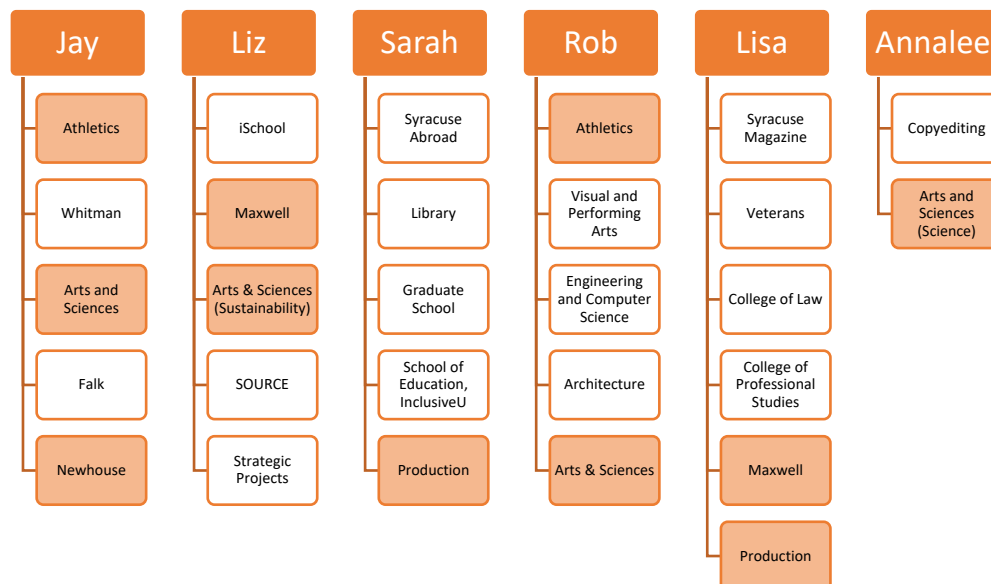 Jay
Athletics
Whitman
Arts and
Sciences
Falk
Newhouse
Liz
iSchool
Maxwell
Arts & Sciences
(Sustainability)
SOURCE
Strategic
Projects
Sarah
Syracuse
Abroad
Library
Graduate
School
School of
Education,
InclusiveU
Production
Rob
Athletics
Visual and
Performing
Arts
Engineering
and Computer
Science
Architecture
Arts & Sciences
Lisa
Syracuse
Magazine
Veterans
College of Law
College of
Professional
Studies
Maxwell
Production
Annalee
Copyediting
Arts and
Sciences
(Science)